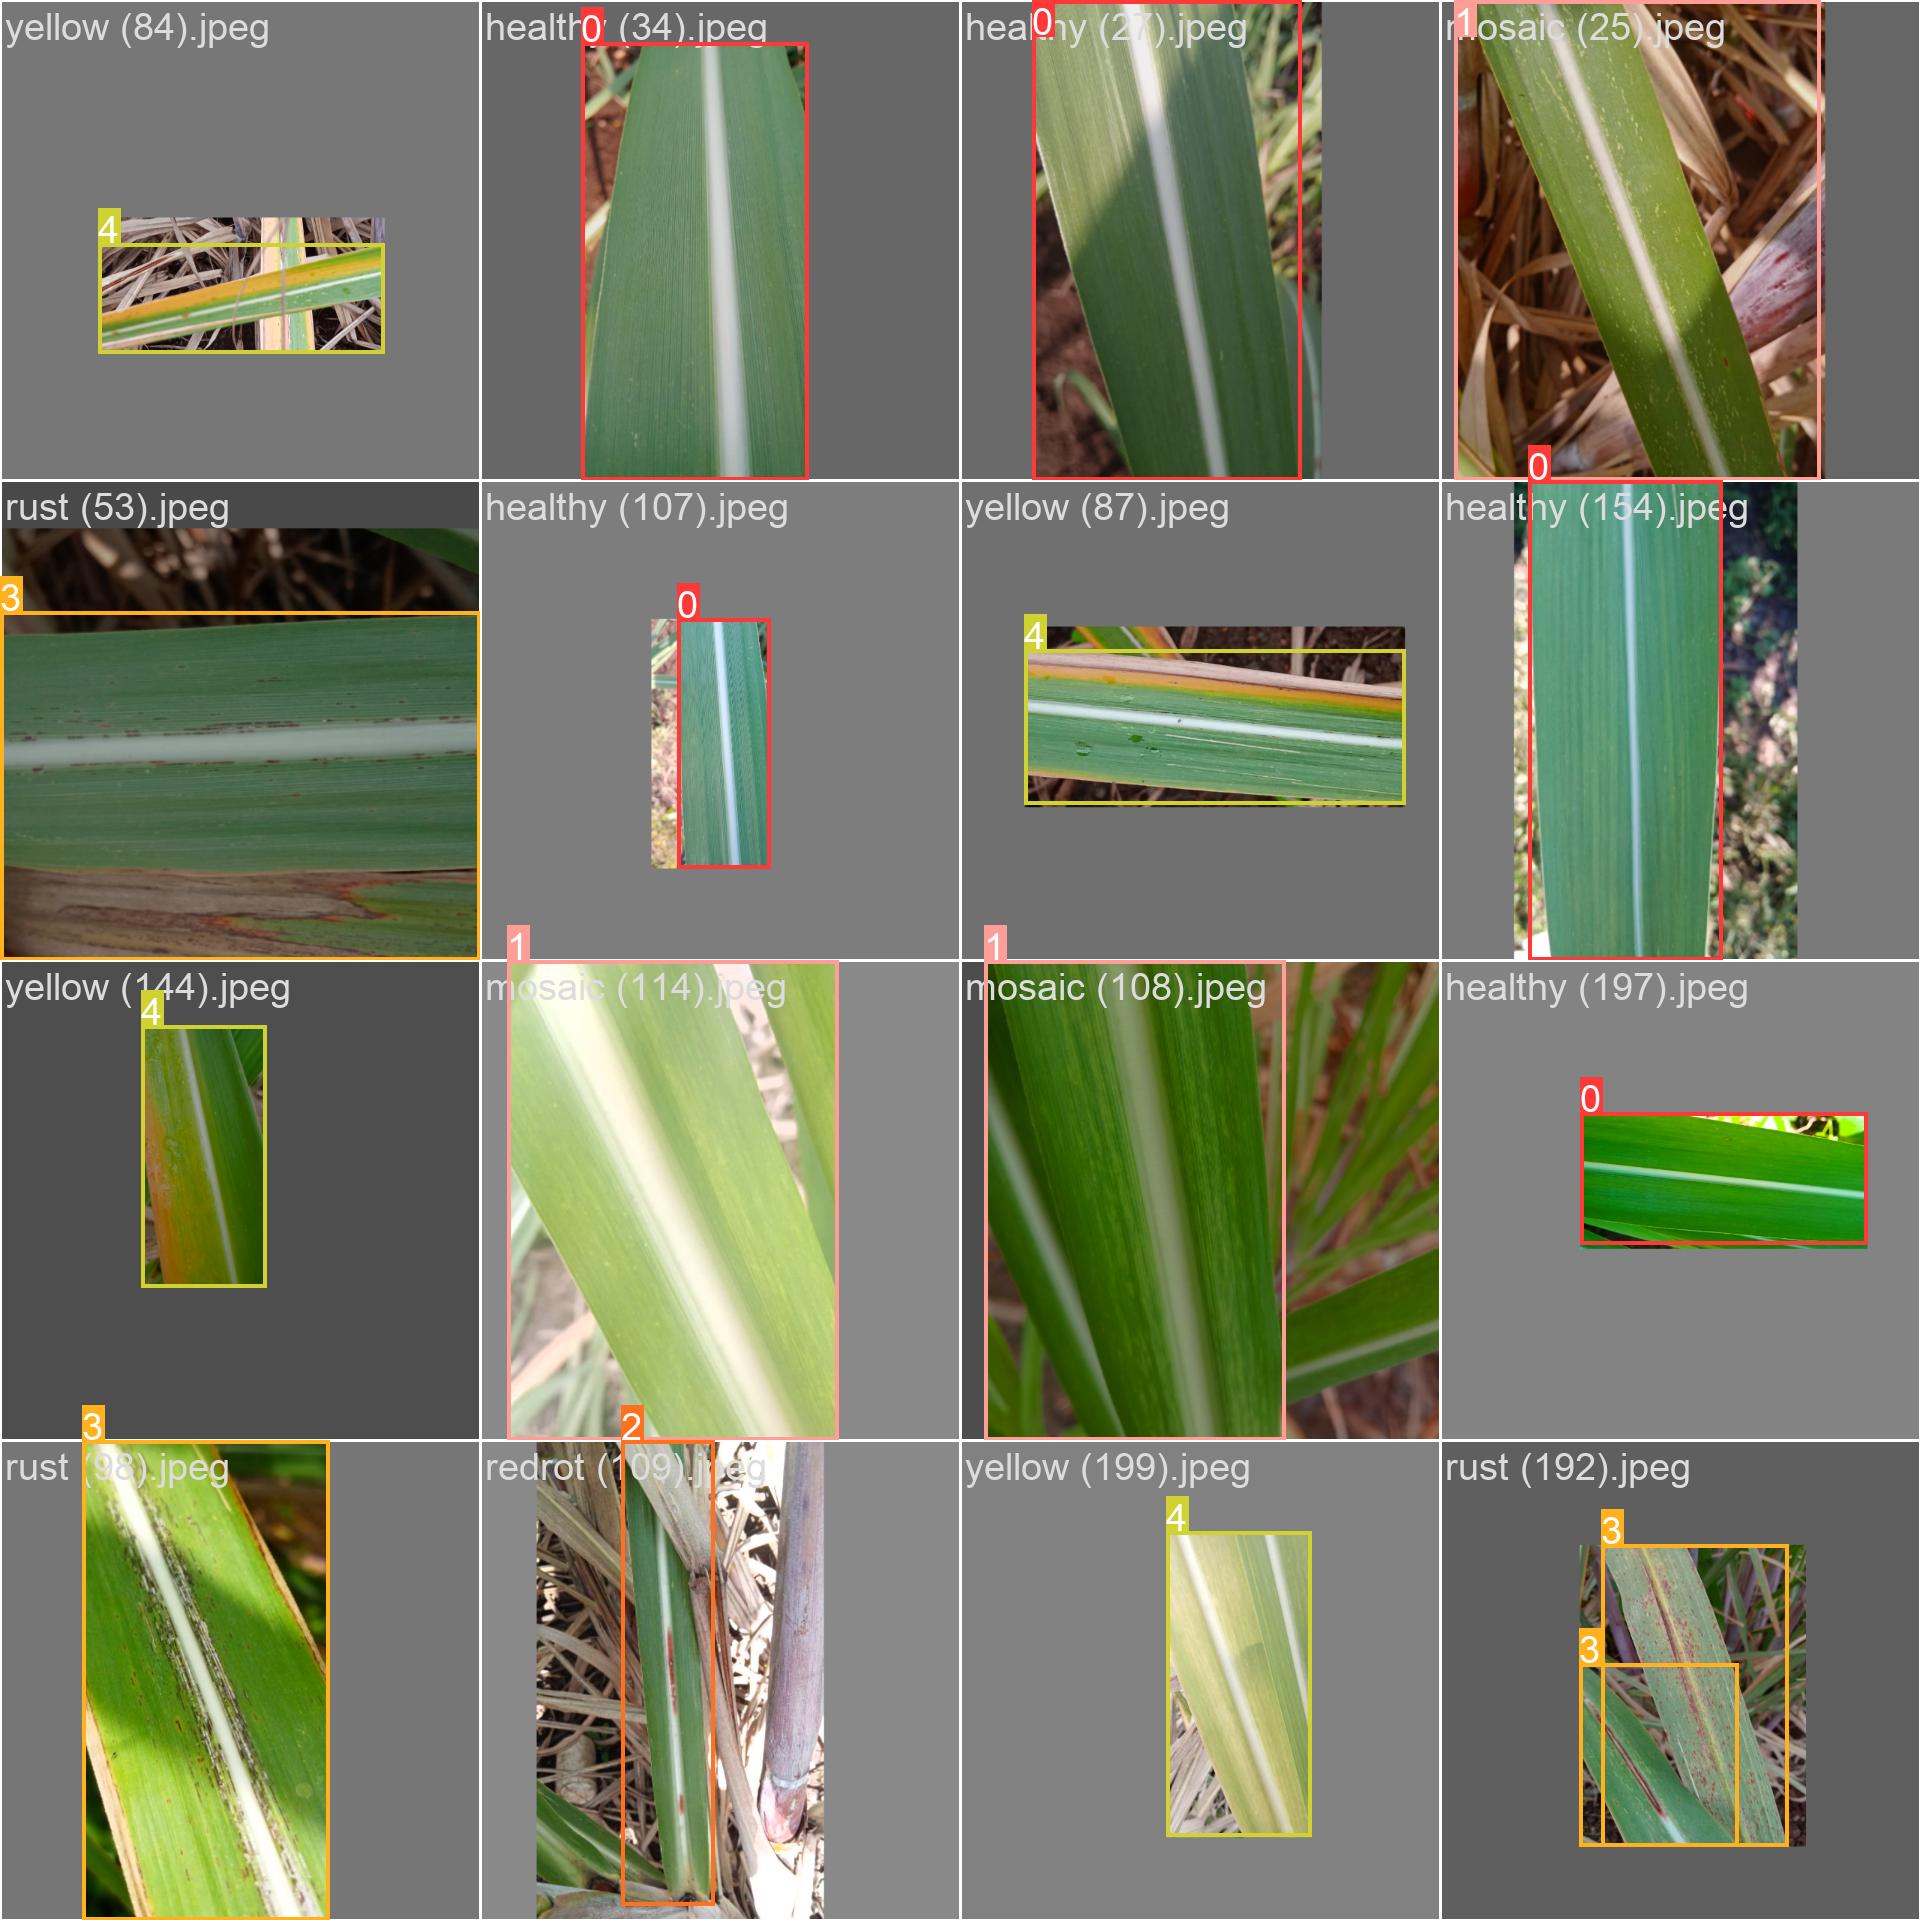 yellow (84).jpeg
healthy (34).jpeg
0
healthy (27).jpeg
0
mosaic (25).jpeg
1
4
0
rust (53).jpeg
3
healthy (107).jpeg
0
yellow (87).jpeg
4
healthy (154).jpeg
1
1
yellow (144).jpeg
4
mosaic (114).jpeg
mosaic (108).jpeg
healthy (197).jpeg
0
3
2
rust (98).jpeg
redrot (109).jpeg
yellow (199).jpeg
4
rust (192).jpeg
3
3